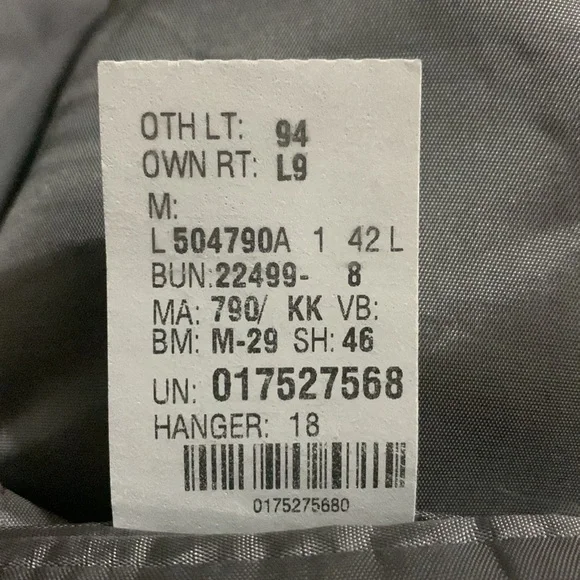 OTH LT: 94
OWN RT: L9
M:
L 504790A 1 42 L
BUN:22499- 8
MA: 790/ KK VB:
BM: M-29 SH: 46
UN: 017527568
HANGER: 18
0175275680